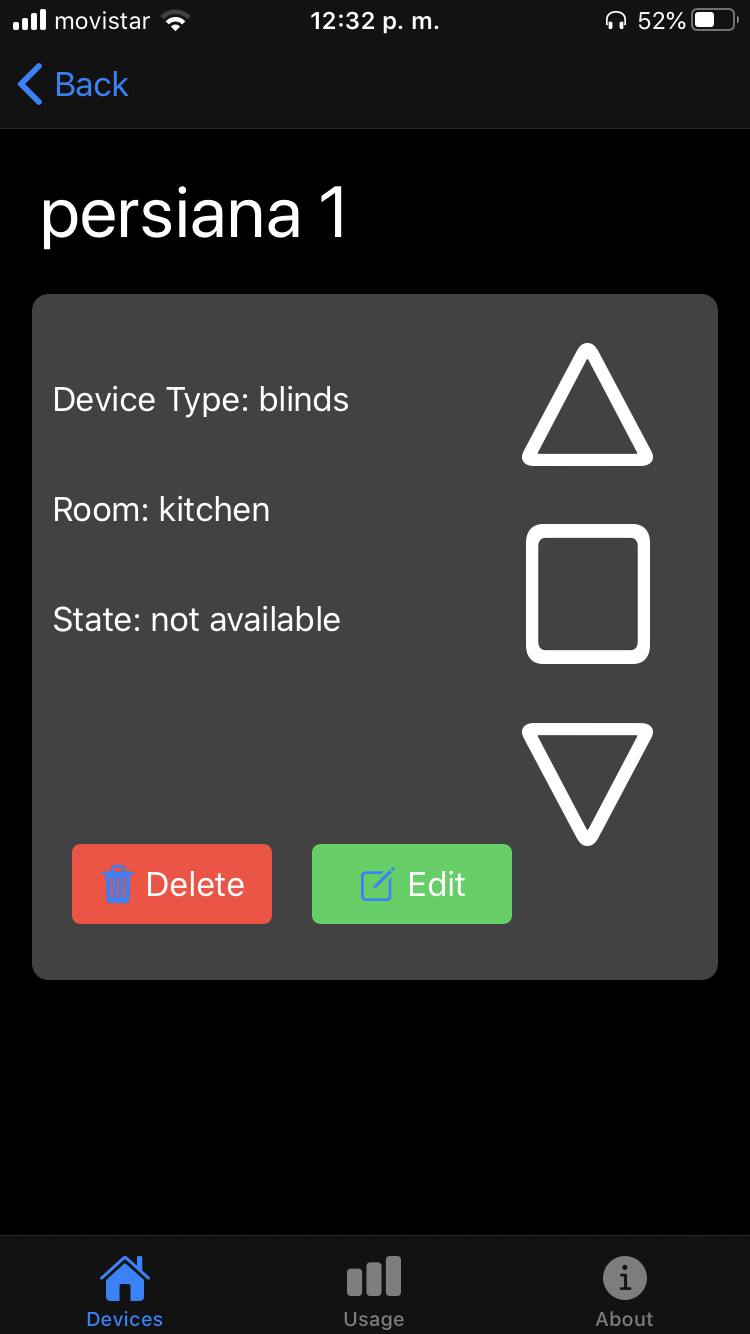 movistar 12:32 p. m. 52%
Back
persiana 1
Device Type: blinds
Room: kitchen
State: not available
Delete Edit
Devices Usage About